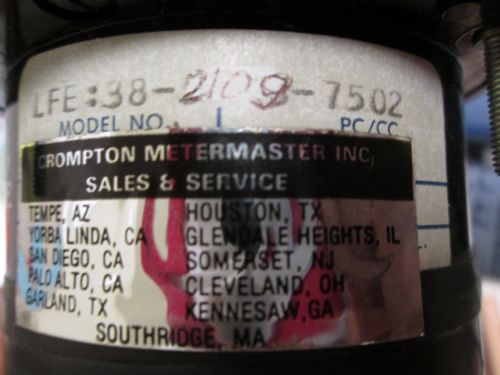 LFE:38-2109-7502
MODEL NO. PC/CC
CROMPTON METERMASTER INC,
SALES & SERVICE
TEMPE, AZ HOUSTON, TX
YORBA LINDA, CA GLENDALE HEIGHTS, IL
SAN DIEGO, CA SOMERSET, NJ
PALO ALTO, CA CLEVELAND, OH
GARLAND, TX KENNESAW, GA
SOUTHRIDGE, MA